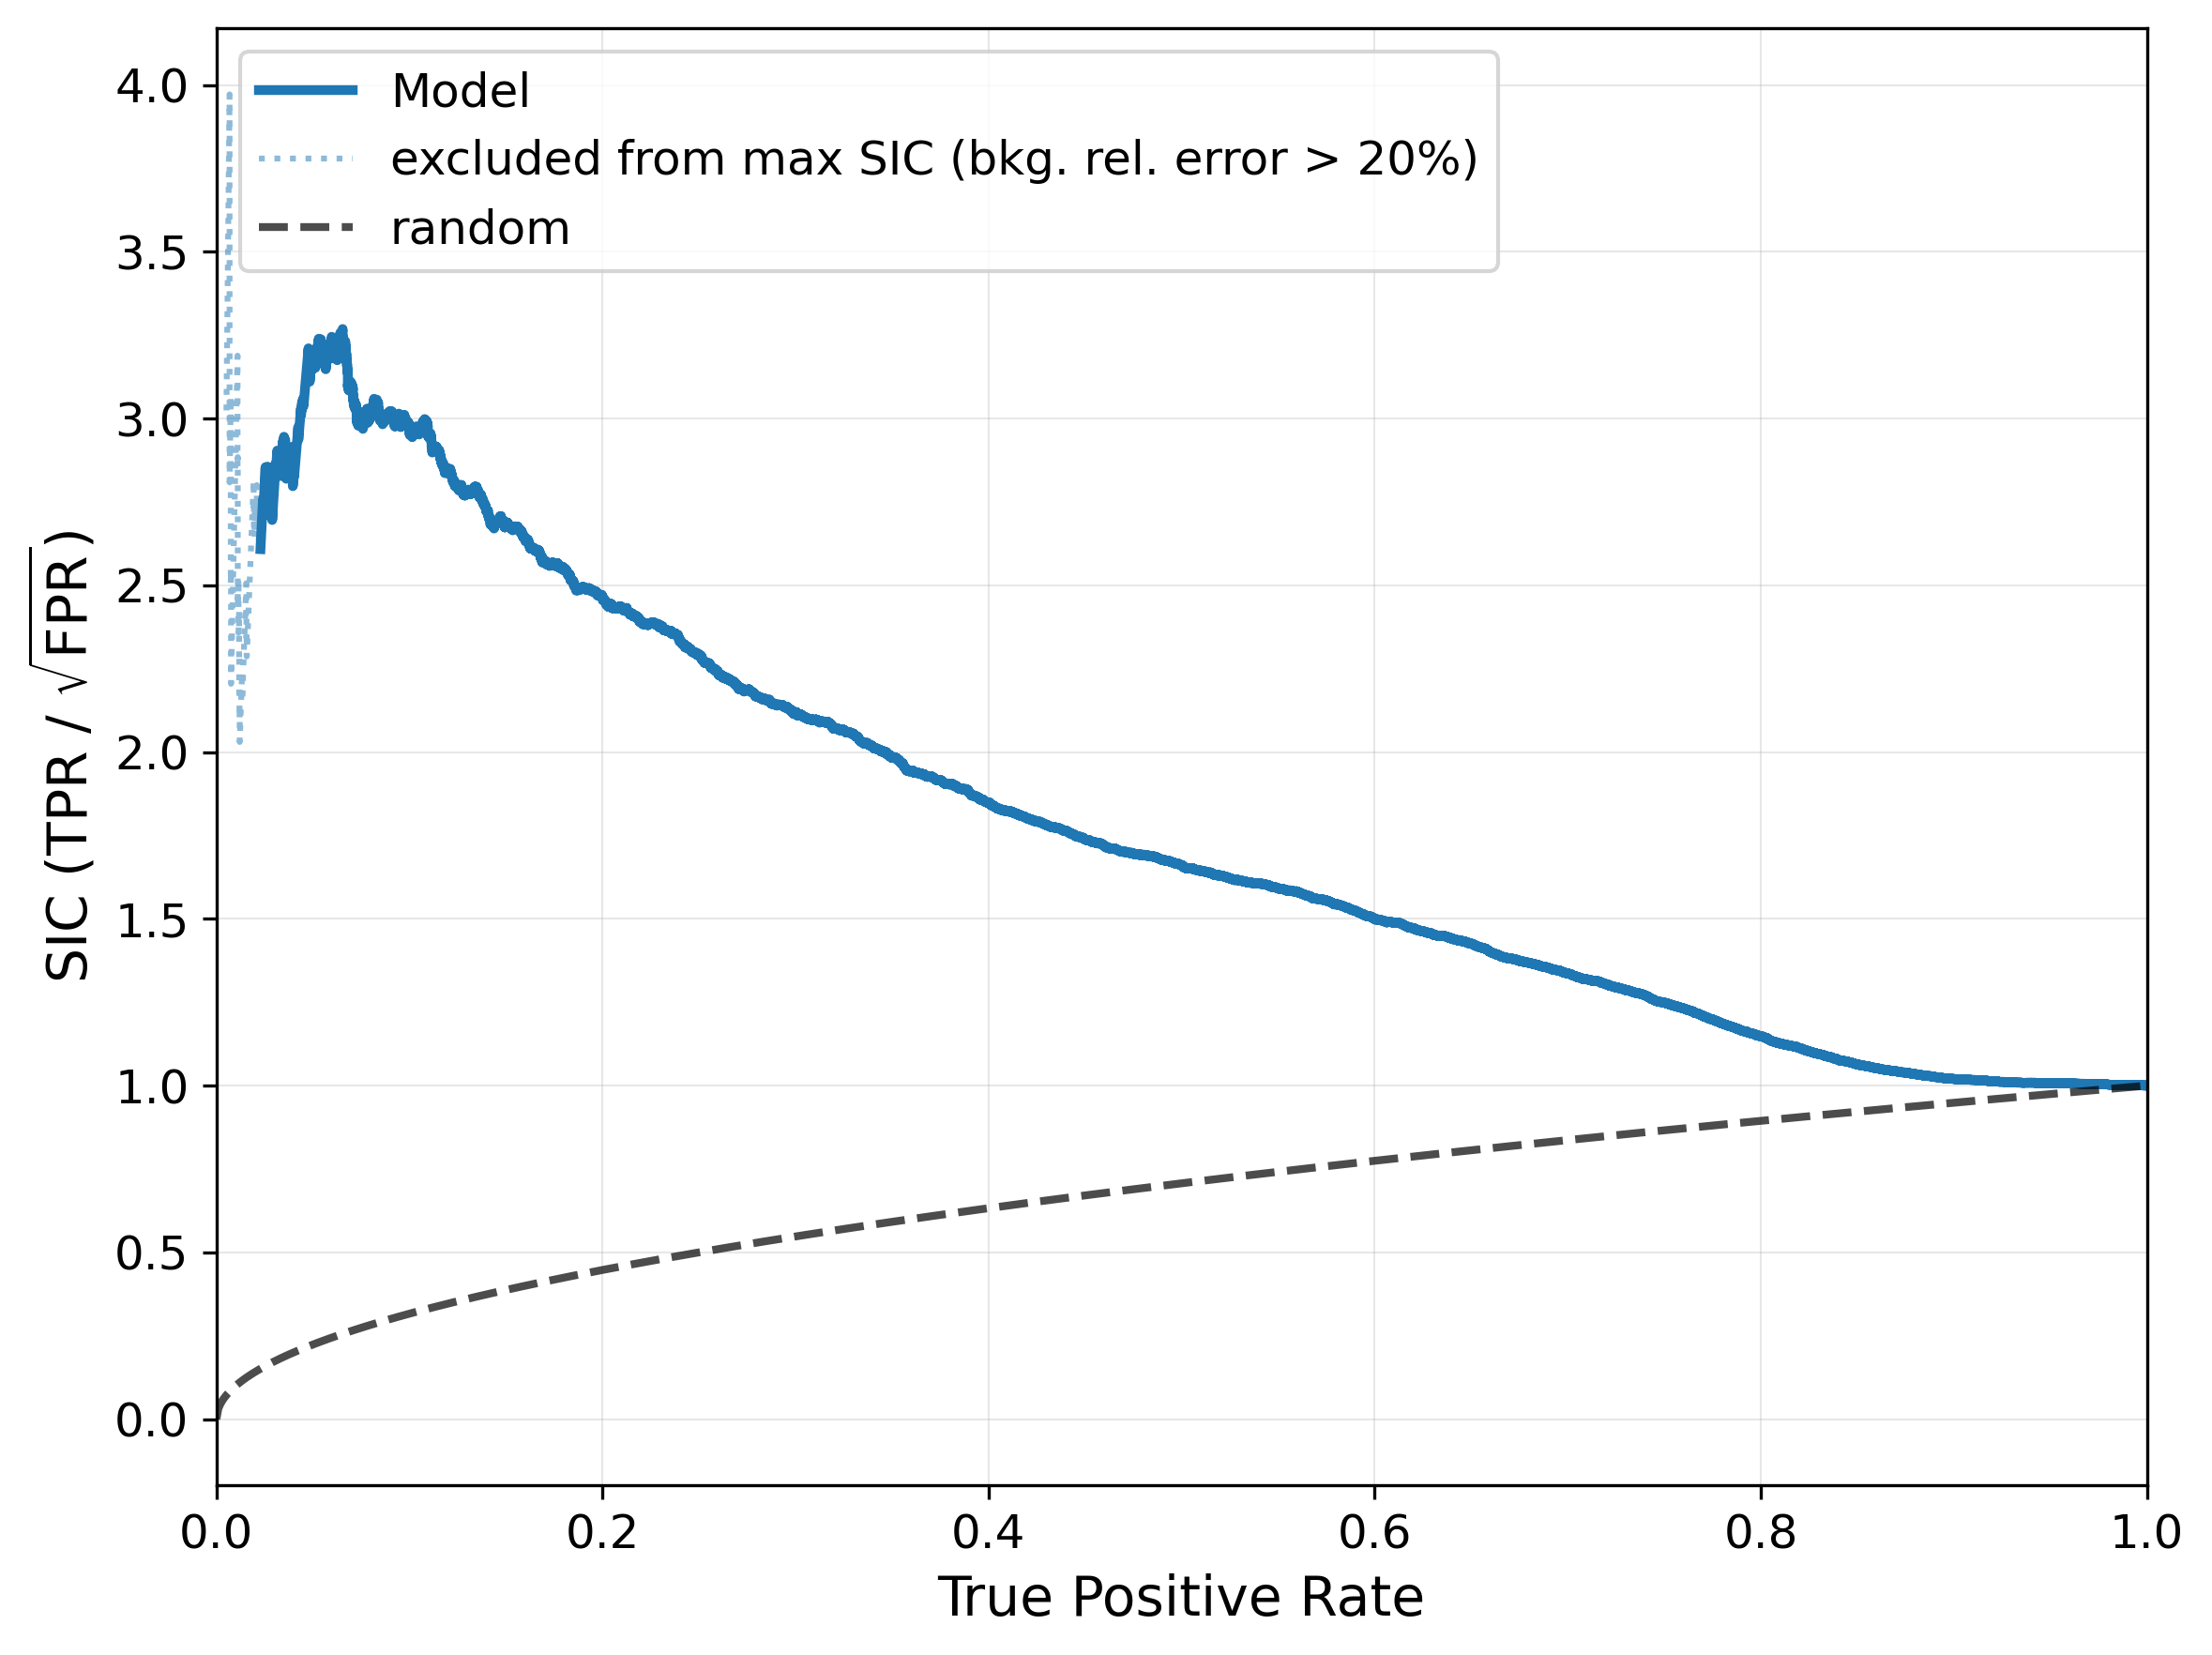 Model
excluded from max SIC (bkg. rel. error > 20%)
random
SIC (TPR / √FPR)
4.0
3.5
3.0
2.5
2.0
1.5
1.0
0.5
0.0
0.0 0.2 0.4 0.6 0.8 1.0
True Positive Rate